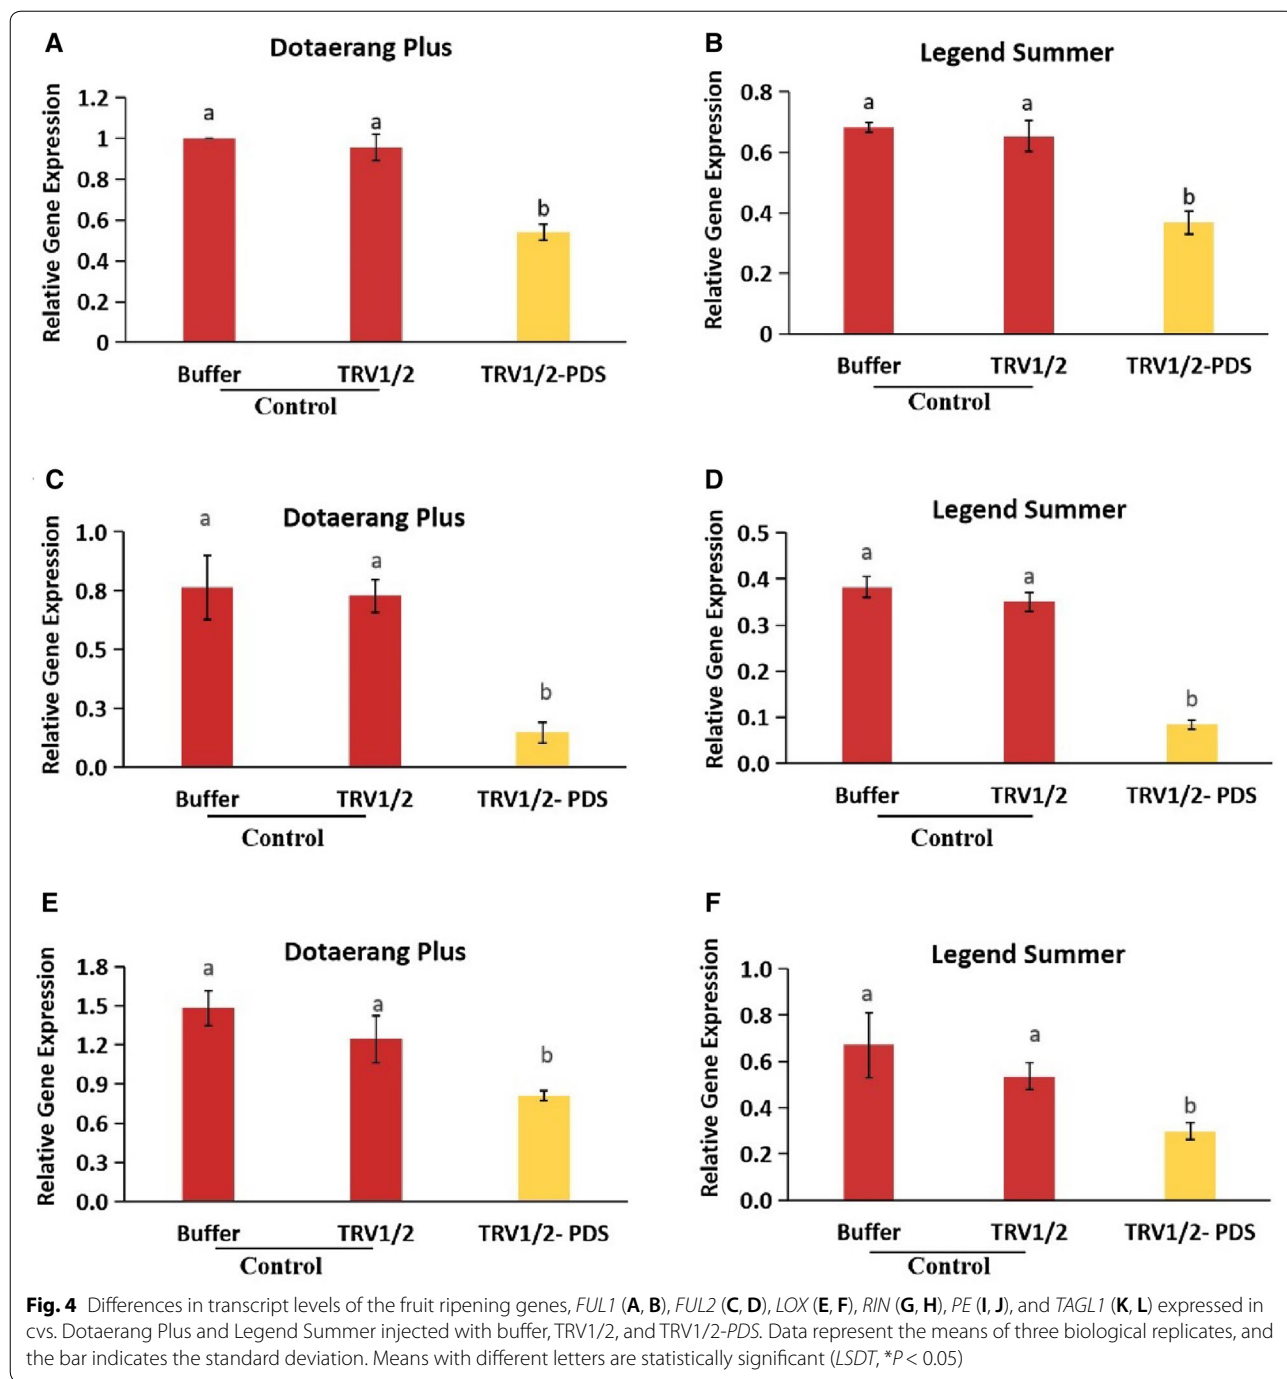 A
Dotaerang Plus
Relative Gene Expression
1.2
1
0.8
0.6
0.4
0.2
0
a
a
b
Buffer
TRV1/2
TRV1/2-PDS
Control
B
Legend Summer
Relative Gene Expression
0.8
0.6
0.4
0.2
0
a
a
b
Buffer
TRV1/2
TRV1/2-PDS
Control
C
Dotaerang Plus
Relative Gene Expression
1.0
0.8
0.5
0.3
0.0
a
a
b
Buffer
TRV1/2
TRV1/2- PDS
Control
D
Legend Summer
Relative Gene Expression
0.5
0.4
0.3
0.2
0.1
0.0
a
a
b
Buffer
TRV1/2
TRV1/2- PDS
Control
E
Dotaerang Plus
Relative Gene Expression
1.8
1.5
1.2
0.9
0.6
0.3
0.0
a
a
b
Buffer
TRV1/2
TRV1/2- PDS
Control
F
Legend Summer
Relative Gene Expression
1.0
0.8
0.6
0.4
0.2
0.0
a
a
b
Buffer
TRV1/2
TRV1/2- PDS
Control
Fig. 4 Differences in transcript levels of the fruit ripening genes, FUL1 (A, B), FUL2 (C, D), LOX (E, F), RIN (G, H), PE (I, J), and TAGL1 (K, L) expressed in
cvs. Dotaerang Plus and Legend Summer injected with buffer, TRV1/2, and TRV1/2-PDS. Data represent the means of three biological replicates, and
the bar indicates the standard deviation. Means with different letters are statistically significant (LSDT, *P < 0.05)